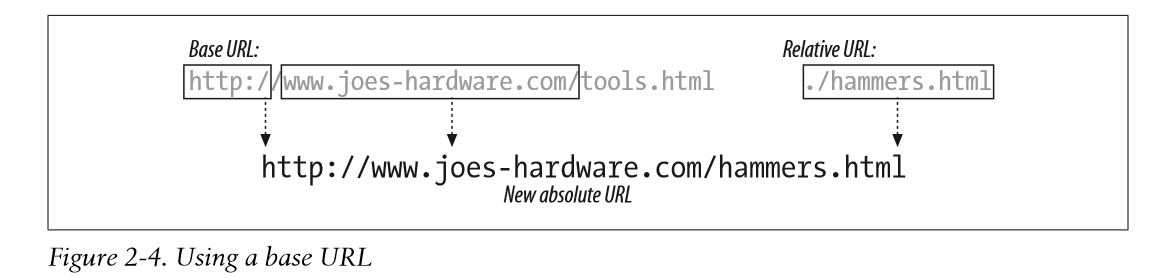 Base URL: Relative URL:
http://www.joes-hardware.com/tools.html ./hammers.html
http://www.joes-hardware.com/hammers.html
New absolute URL
Figure 2-4. Using a base URL